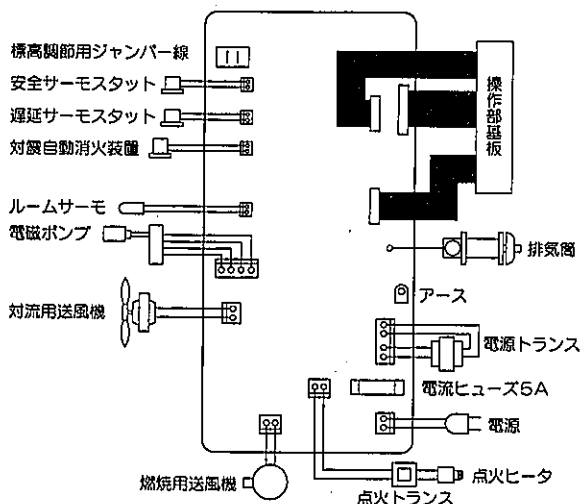 標高調節用ジャンパー線
安全サーモスタット
遅延サーモスタット
対震自動消火装置
ルームサーモ
電磁ポンプ
対流用送風機
燃焼用送風機
操作部基板
排気筒
アース
電源トランス
電流ヒューズ5A
電源
点火ヒータ
点火トランス